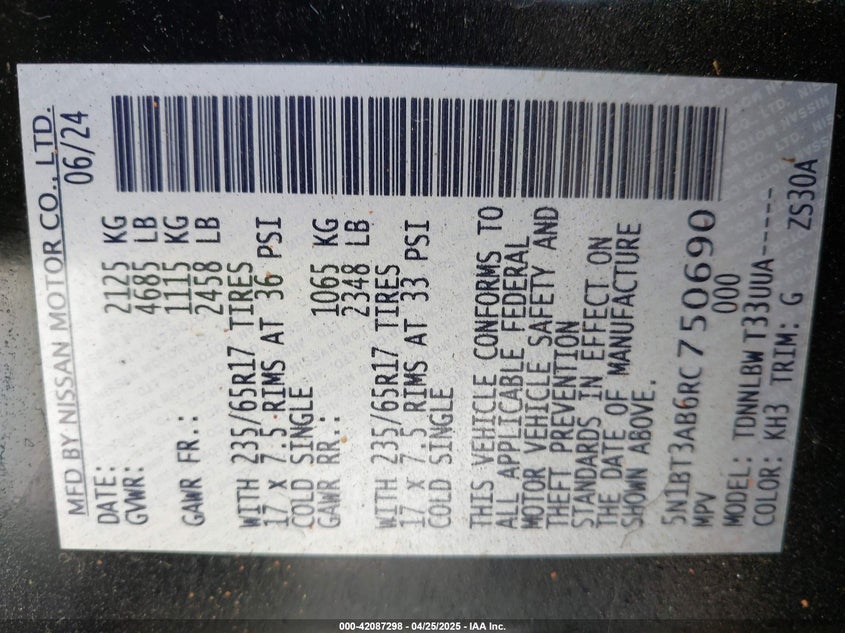 MFD BY NISSAN MOTOR CO., LTD.
DATE: 06/24
GVWR: 2125 KG
4685 LB
GAWR FR.: 1115 KG
2458 LB
WITH 235/65R17 TIRES
17 X 7.5 RIMS AT 36 PSI
COLD SINGLE
GAWR RR.: 1065 KG
2348 LB
WITH 235/65R17 TIRES
17 X 7.5 RIMS AT 33 PSI
COLD SINGLE
THIS VEHICLE CONFORMS TO
ALL APPLICABLE FEDERAL
MOTOR VEHICLE SAFETY AND
THEFT PREVENTION
STANDARDS IN EFFECT ON
THE DATE OF MANUFACTURE
SHOWN ABOVE.
5N1BT3AB6RC750690
MPV 000
MODEL: TDNNLBWT33UUA------
COLOR: KH3 TRIM: G ZS30A
000-42087298 - 04/25/2025 - IAA Inc.